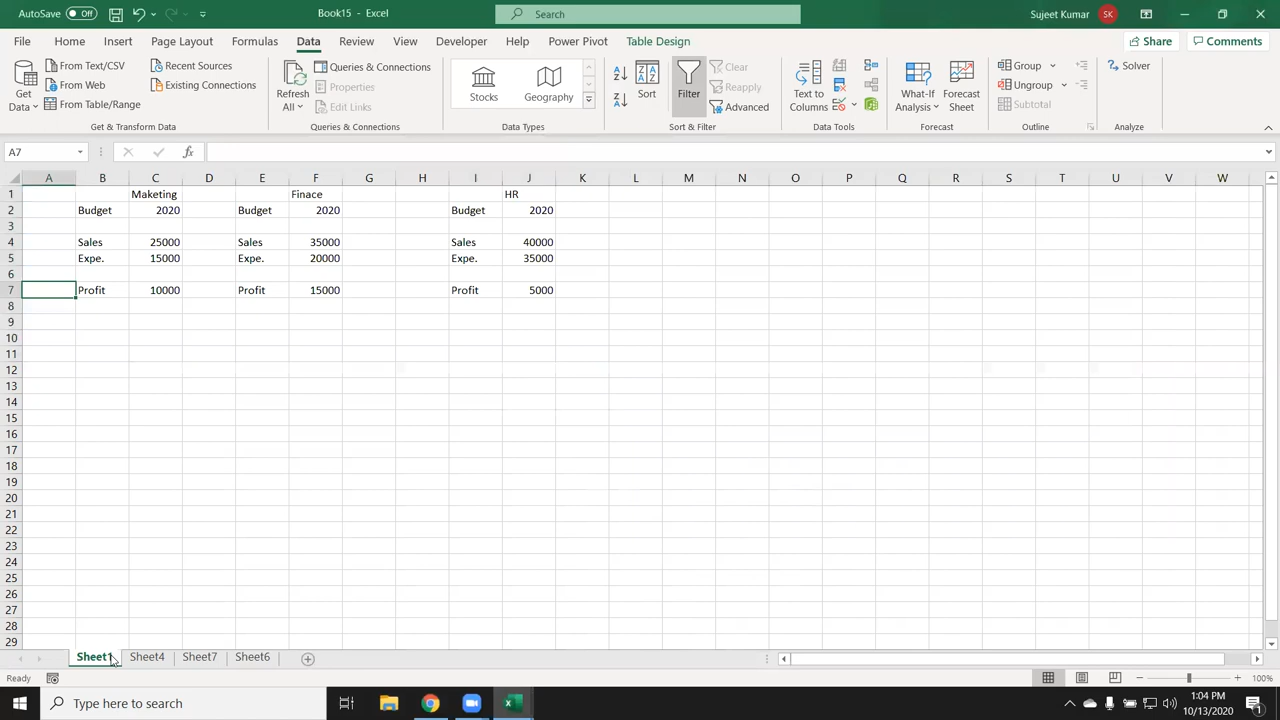 AutoSave Off Book15 - Excel Search Sujeet Kumar SK
File Home Insert Page Layout Formulas Data Review View Developer Help Power Pivot Table Design Share Comments
Get Data From Text/CSV From Web From Table/Range Recent Sources Existing Connections
Get & Transform Data
Refresh All Queries & Connections Properties Edit Links
Queries & Connections
Stocks Geography
Data Types
Sort Filter Clear Reapply Advanced
Sort & Filter
Text to Columns
Data Tools
What-If Analysis Forecast Sheet
Forecast
Group Ungroup Subtotal
Outline
Solver
Analyze
A7 fx
A B C D E F G H I J K L M N O P Q R S T U V W
1 Maketing Finace HR
2 Budget 2020 Budget 2020 Budget 2020
3
4 Sales 25000 Sales 35000 Sales 40000
5 Expe. 15000 Expe. 20000 Expe. 35000
6
7 Profit 10000 Profit 15000 Profit 5000
8
9
10
11
12
13
14
15
16
17
18
19
20
21
22
23
24
25
26
27
28
29
Sheet1 Sheet4 Sheet7 Sheet6
Ready 100%
Type here to search 1:04 PM
10/13/2020